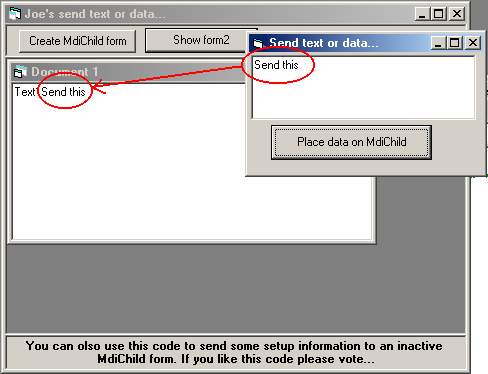 Joe's send text or data...
Create MdiChild form
Show form2
Send text or data...
Send this
Place data on MdiChild
Document 1
Text Send this
You can olso use this code to send some setup information to an inactive
MdiChild form. If you like this code please vote...